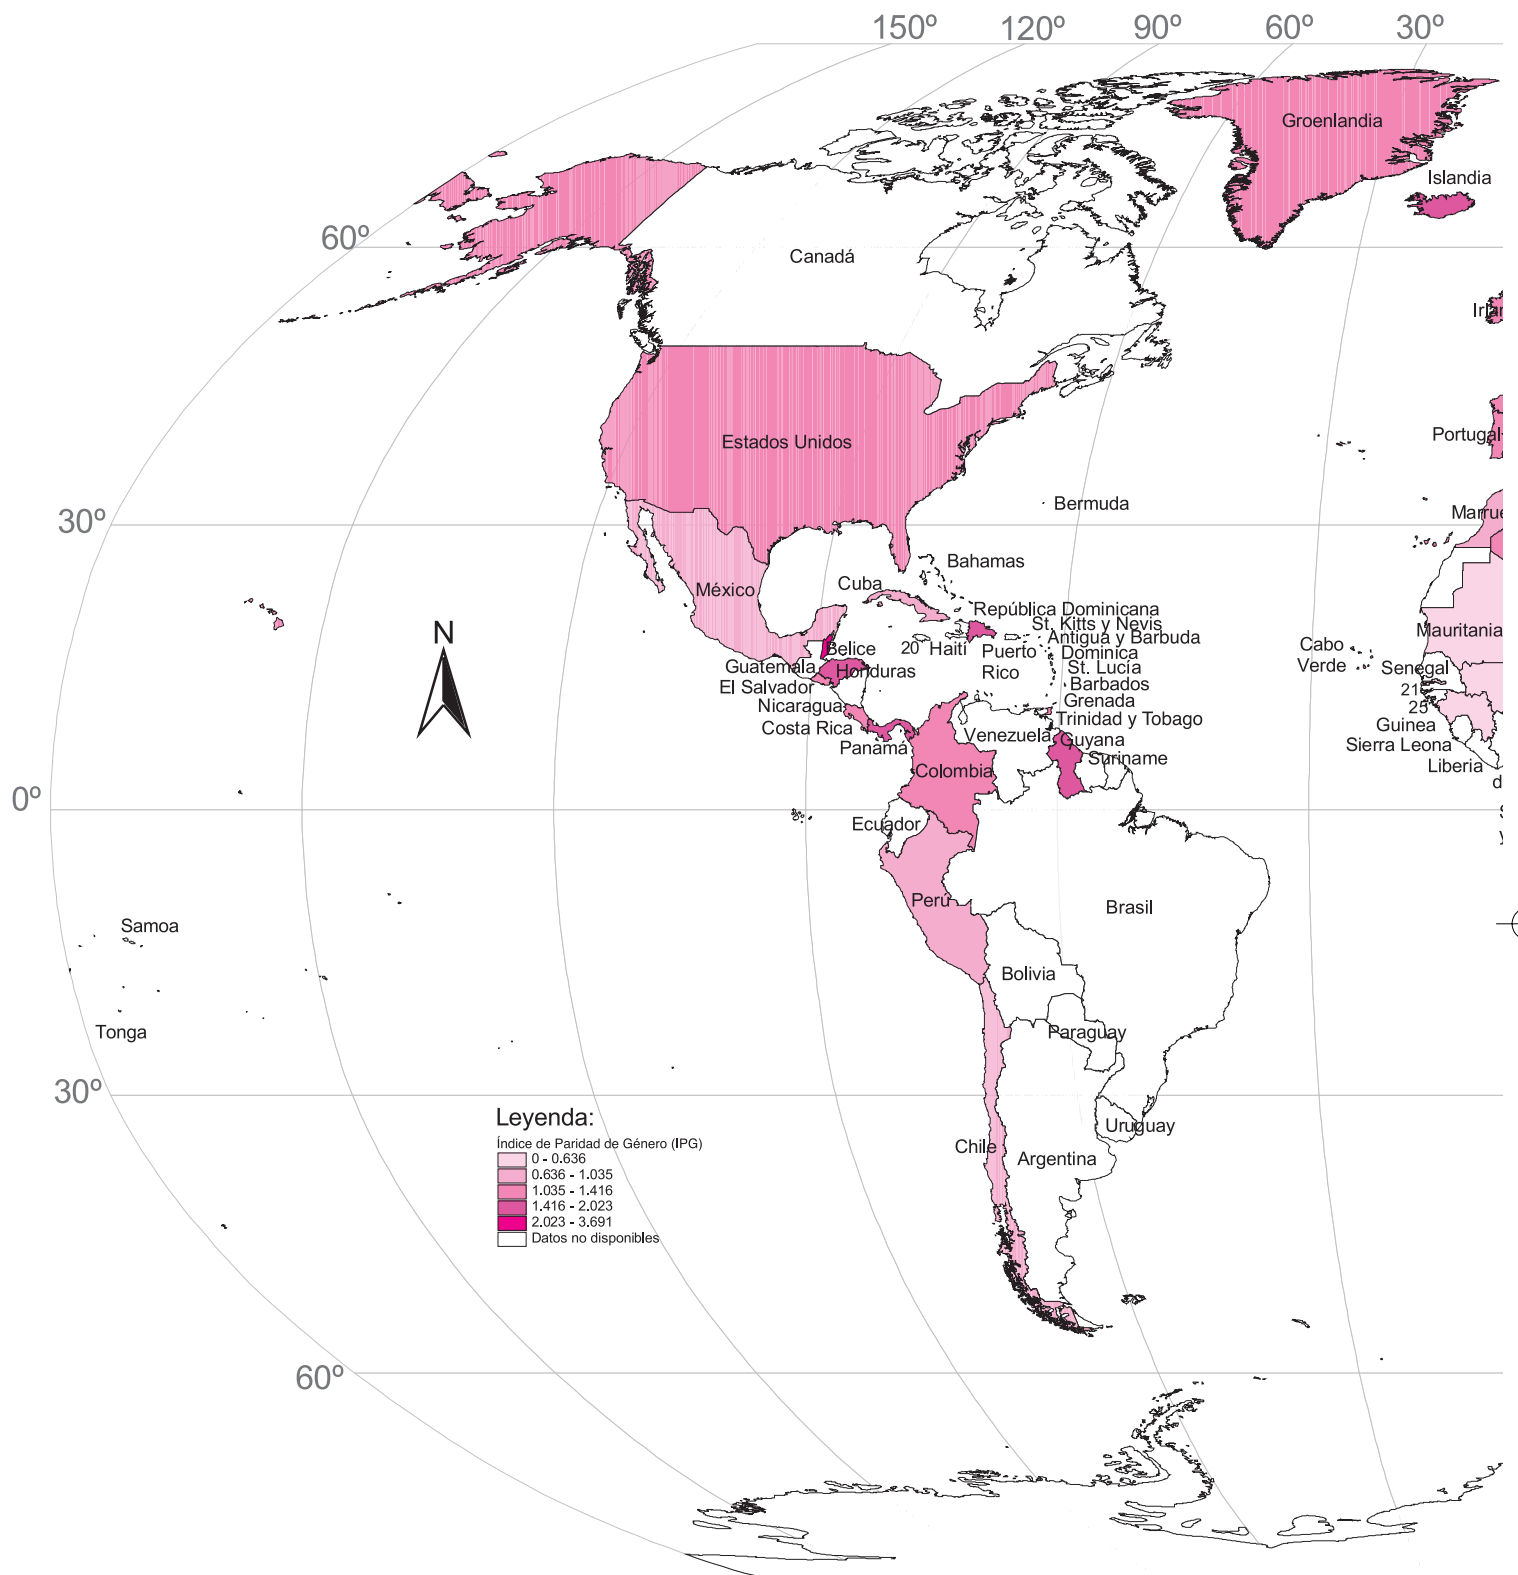 150º 120º 90º 60º 30º
Groenlandia
Islandia
60º
Canadá
Estados Unidos
Portugal
30º
Bermuda
Bahamas
Cuba
México
República Dominicana
St. Kitts y Nevis
Antigua y Barbuda
N
20 Haití
Puerto
Rico
Dominica
St. Lucía
Barbados
Grenada
Trinidad y Tobago
Belice
Guatemala
Honduras
El Salvador
Nicaragua
Costa Rica
Panamá
Venezuela
Guyana
Suriname
Colombia
Mauritania
Cabo
Verde
Senegal
21
25
Guinea
Sierra Leona
Liberia
0º
Ecuador
Perú
Brasil
Samoa
Bolivia
Tonga
Paraguay
30º
Uruguay
Chile
Argentina
Leyenda:
Índice de Paridad de Género (IPG)
0 - 0.636
0.636 - 1.035
1.035 - 1.416
1.416 - 2.023
2.023 - 3.691
Datos no disponibles
60º